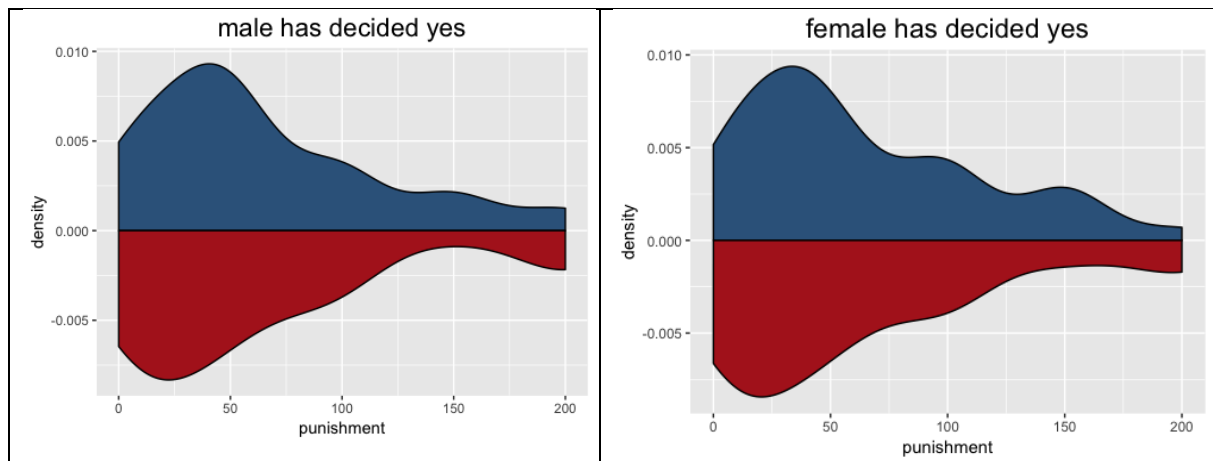 male has decided yes
0.010
0.005
0.000
-0.005
density
0 50 100 150 200
punishment
female has decided yes
0.010
0.005
0.000
-0.005
density
0 50 100 150 200
punishment